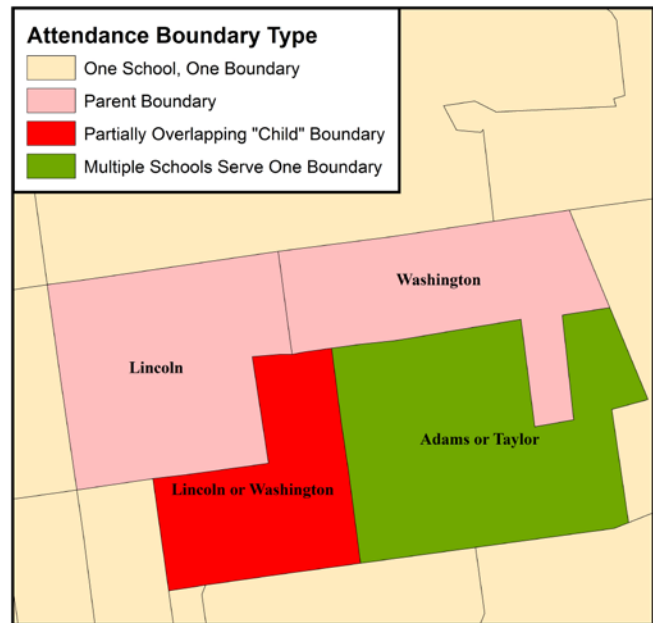 Attendance Boundary Type
One School, One Boundary
Parent Boundary
Partially Overlapping "Child" Boundary
Multiple Schools Serve One Boundary
Washington
Lincoln
Adams or Taylor
Lincoln or Washington